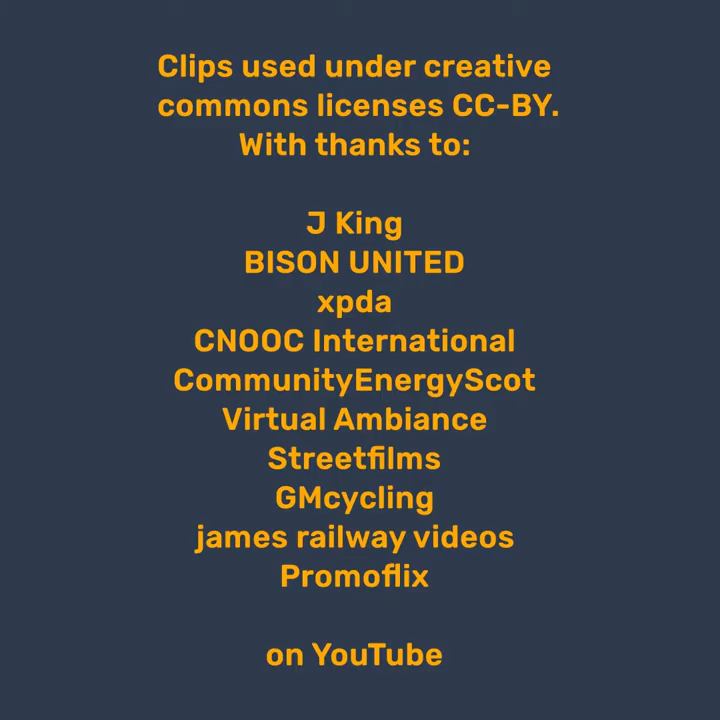 Clips used under creative
commons licenses CC-BY.
With thanks to:
J King
BISON UNITED
xpda
CNOOC International
CommunityEnergyScot
Virtual Ambiance
Streetfilms
GMcycling
james railway videos
Promoflix
on YouTube